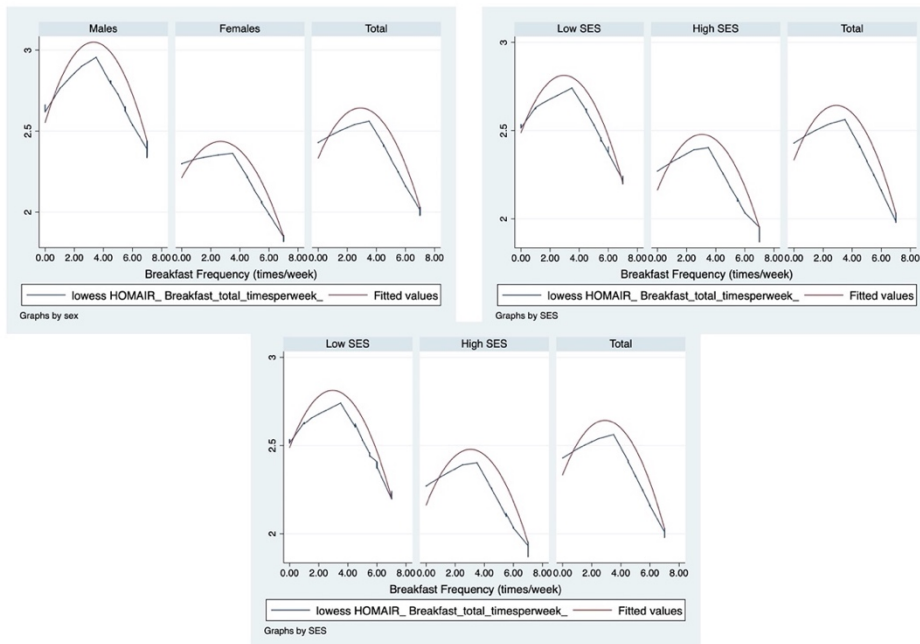 Males Females Total
3
2.5
2
0.00 2.00 4.00 6.00 8.00 0.00 2.00 4.00 6.00 8.00 0.00 2.00 4.00 6.00 8.00
Breakfast Frequency (times/week)
lowess HOMAIR_ Breakfast_total_timesperweek_ Fitted values
Graphs by sex
Low SES High SES Total
3
2.5
2
0.00 2.00 4.00 6.00 8.00 0.00 2.00 4.00 6.00 8.00 0.00 2.00 4.00 6.00 8.00
Breakfast Frequency (times/week)
lowess HOMAIR_ Breakfast_total_timesperweek_ Fitted values
Graphs by SES
Low SES High SES Total
3
2.5
2
0.00 2.00 4.00 6.00 8.00 0.00 2.00 4.00 6.00 8.00 0.00 2.00 4.00 6.00 8.00
Breakfast Frequency (times/week)
lowess HOMAIR_ Breakfast_total_timesperweek_ Fitted values
Graphs by SES